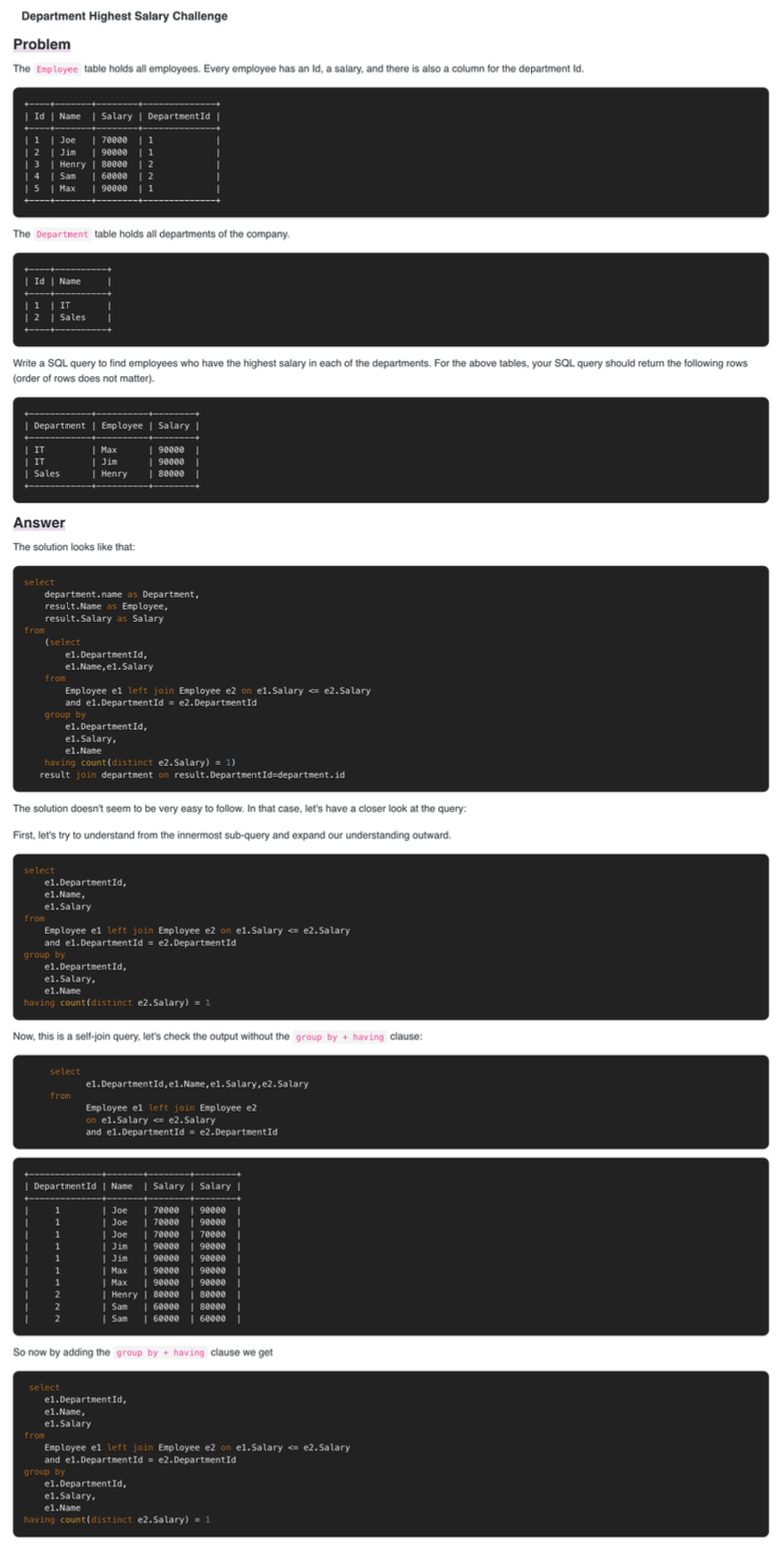 Department Highest Salary Challenge
Problem
The Employee table holds all employees. Every employee has an Id, a salary, and there is also a column for the department Id.
+----+-------+--------+--------------+
| Id | Name  | Salary | DepartmentId |
+----+-------+--------+--------------+
| 1  | Joe   | 70000  | 1            |
| 2  | Jim   | 90000  | 1            |
| 3  | Henry | 80000  | 2            |
| 4  | Sam   | 60000  | 2            |
| 5  | Max   | 90000  | 1            |
+----+-------+--------+--------------+
The Department table holds all departments of the company.
+----+----------+
| Id | Name     |
+----+----------+
| 1  | IT       |
| 2  | Sales    |
+----+----------+
Write a SQL query to find employees who have the highest salary in each of the departments. For the above tables, your SQL query should return the following rows
(order of rows does not matter).
+------------+----------+--------+
| Department | Employee | Salary |
+------------+----------+--------+
| IT         | Max      | 90000  |
| IT         | Jim      | 90000  |
| Sales      | Henry    | 80000  |
+------------+----------+--------+
Answer
The solution looks like that:
select
    department.name as Department,
    result.Name as Employee,
    result.Salary as Salary
from
    (select
        e1.DepartmentId,
        e1.Name,e1.Salary
    from
        Employee e1 left join Employee e2 on e1.Salary <= e2.Salary
        and e1.DepartmentId = e2.DepartmentId
    group by
        e1.DepartmentId,
        e1.Salary,
        e1.Name
    having count(distinct e2.Salary) = 1)
   result join department on result.DepartmentId=department.id
The solution doesn't seem to be very easy to follow. In that case, let's have a closer look at the query:
First, let's try to understand from the innermost sub-query and expand our understanding outward.
select
    e1.DepartmentId,
    e1.Name,
    e1.Salary
from
    Employee e1 left join Employee e2 on e1.Salary <= e2.Salary
    and e1.DepartmentId = e2.DepartmentId
group by
    e1.DepartmentId,
    e1.Salary,
    e1.Name
having count(distinct e2.Salary) = 1
Now, this is a self-join query, let's check the output without the group by + having clause:
select
        e1.DepartmentId,e1.Name,e1.Salary,e2.Salary
from
        Employee e1 left join Employee e2
        on e1.Salary <= e2.Salary
        and e1.DepartmentId = e2.DepartmentId
+--------------+-------+--------+--------+
| DepartmentId | Name  | Salary | Salary |
+--------------+-------+--------+--------+
|     1        | Joe   | 70000  | 90000  |
|     1        | Joe   | 70000  | 90000  |
|     1        | Joe   | 70000  | 70000  |
|     1        | Jim   | 90000  | 90000  |
|     1        | Jim   | 90000  | 90000  |
|     1        | Max   | 90000  | 90000  |
|     1        | Max   | 90000  | 90000  |
|     2        | Henry | 80000  | 80000  |
|     2        | Sam   | 60000  | 80000  |
|     2        | Sam   | 60000  | 60000  |
+--------------+-------+--------+--------+
So now by adding the group by + having clause we get
 select
    e1.DepartmentId,
    e1.Name,
    e1.Salary
from
    Employee e1 left join Employee e2 on e1.Salary <= e2.Salary
    and e1.DepartmentId = e2.DepartmentId
group by
    e1.DepartmentId,
    e1.Salary,
    e1.Name
having count(distinct e2.Salary) = 1